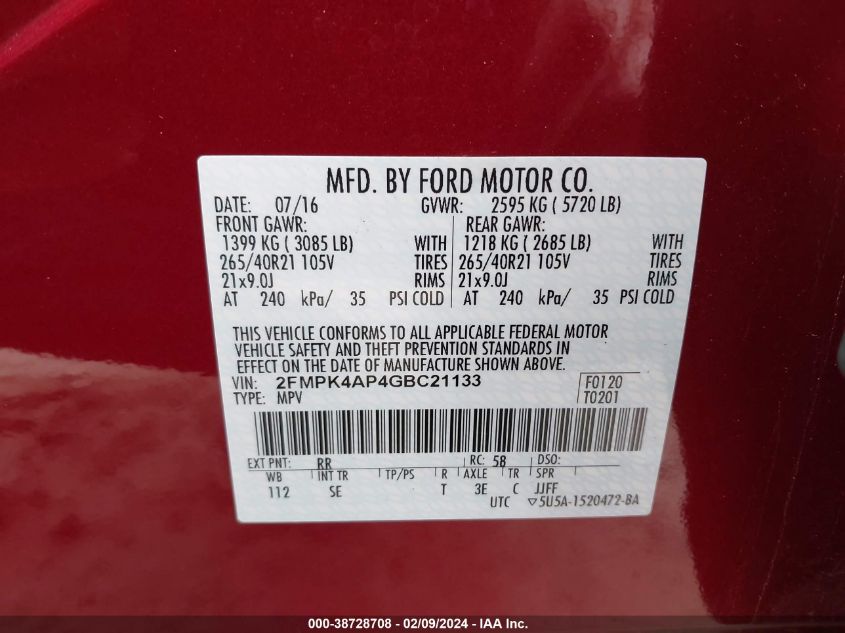 MFD. BY FORD MOTOR CO.
DATE: 07/16 GVWR: 2595 KG ( 5720 LB)
FRONT GAWR: REAR GAWR:
1399 KG ( 3085 LB) WITH 1218 KG ( 2685 LB) WITH
265/40R21 105V TIRES 265/40R21 105V TIRES
21x9.0J RIMS 21x9.0J RIMS
AT 240 kPa/ 35 PSI COLD AT 240 kPa/ 35 PSI COLD
THIS VEHICLE CONFORMS TO ALL APPLICABLE FEDERAL MOTOR
VEHICLE SAFETY AND THEFT PREVENTION STANDARDS IN
EFFECT ON THE DATE OF MANUFACTURE SHOWN ABOVE.
VIN: 2FMPK4AP4GBC21133 F0120
TYPE: MPV T0201
EXT PNT: RR RC: 58 DSO:
WB INT TR TP/PS R AXLE TR SPR
112 SE T 3E C JJFF
UTC ▽5U5A-1520472-BA
000-38728708 - 02/09/2024 - IAA Inc.